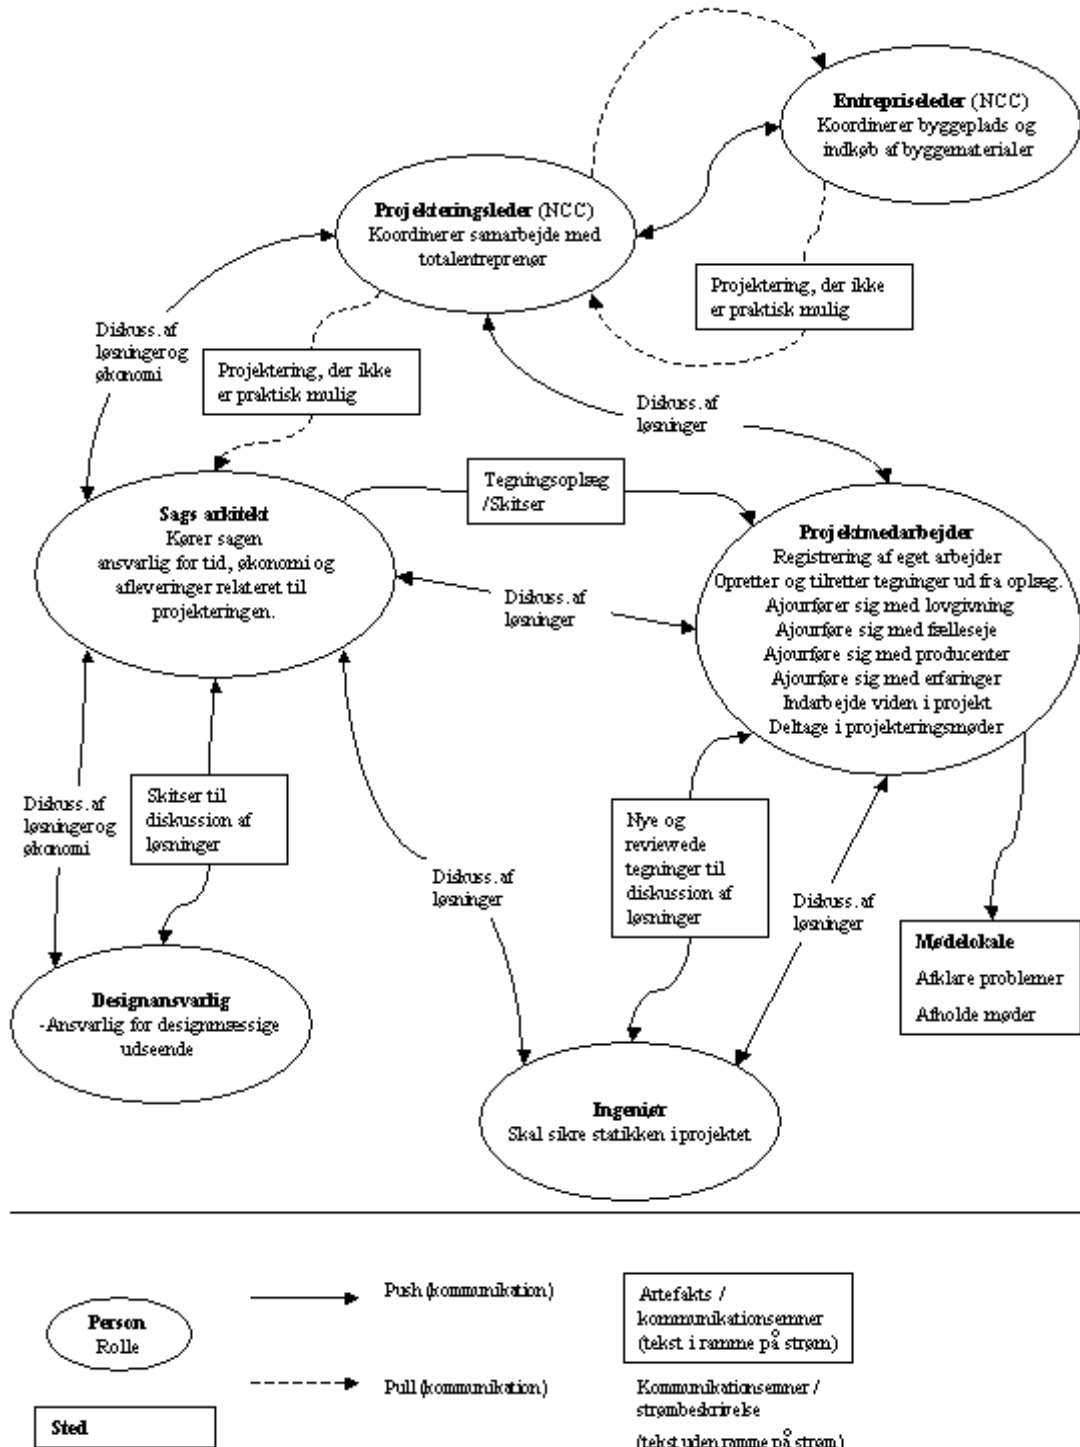 Entrepriseleder (NCC)
Koordinerer byggeplads og
indkøb af byggematerialer
Projekteringsleder (NCC)
Koordinerer samarbejde med
totalentreprenør
Projektering, der ikke
er praktisk mulig
Diskuss. af
løsninger og
økonomi
Projektering, der ikke
er praktisk mulig
Diskuss. af
løsninger
Tegningsoplæg
/Skitser
Sags arkitekt
Kører sagen
ansvarlig for tid, økonomi og
afleveringer relateret til
projekteringen.
Projektmedarbejder
Registrering af eget arbejder
Opretter og tilretter tegninger ud fra oplæg.
Ajourfører sig med lovgivning
Ajourføre sig med fælleseje
Ajourføre sig med producenter
Ajourføre sig med erfaringer
Indarbejde viden i projekt
Deltage i projekteringsmøder
Diskuss. af
løsninger
Diskuss. af
løsninger og
økonomi
Skitser til
diskussion af
løsninger
Diskuss. af
løsninger
Nye og
reviewede
tegninger til
diskussion af
løsninger
Diskuss. af
løsninger
Mødelokale
Afklare problemer
Afholde møder
Designansvarlig
-Ansvarlig for designmæssige
udseende
Ingeniør
Skal sikre statikken i projektet
Person
Rolle
Push (kommunikation)
Artefakts /
kommunikationsemner
(tekst i ramme på strøm)
Pull (kommunikation)
Kommunikationsemner /
strømbeskrivelse
(tekst uden ramme på strøm)
Sted